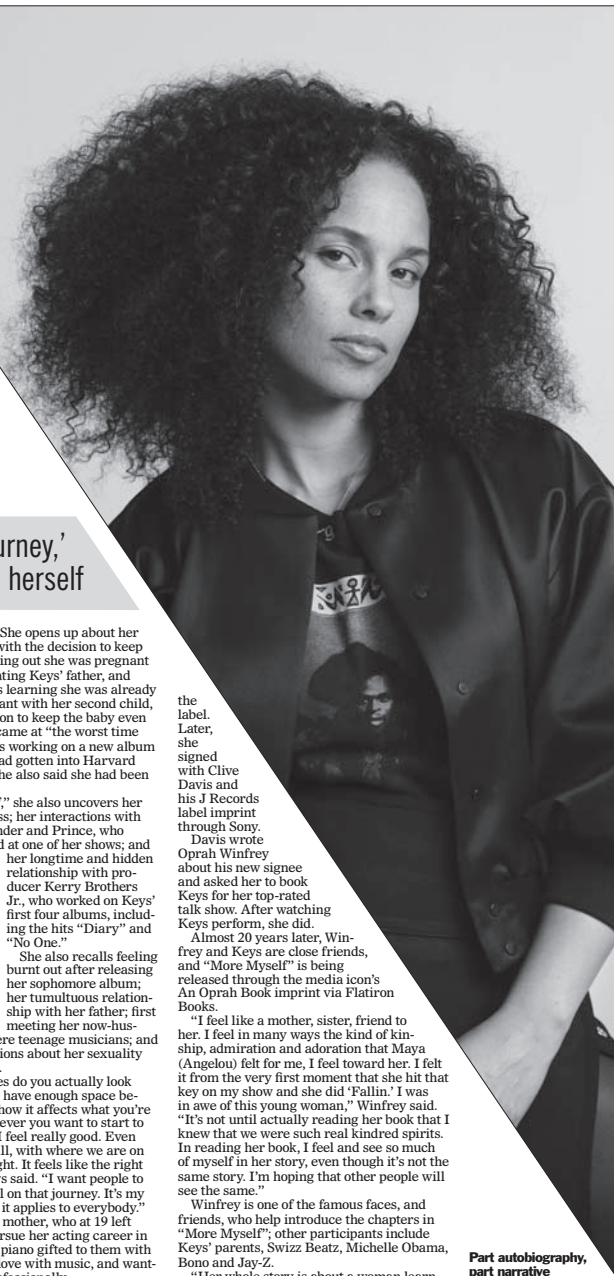 urney,’
herself
She opens up about her
with the decision to keep
ing out she was pregnant
ting Keys’ father, and
s learning she was already
ant with her second child,
on to keep the baby even
came at “the worst time
s working on a new album
ad gotten into Harvard
he also said she had been
,” she also uncovers her
ss; her interactions with
nder and Prince, who
d at one of her shows; and
her longtime and hidden
relationship with pro-
ducer Kerry Brothers
Jr., who worked on Keys’
first four albums, includ-
ing the hits “Diary” and
“No One.”
She also recalls feeling
burnt out after releasing
her sophomore album;
her tumultuous relation-
ship with her father; first
meeting her now-hus-
ere teenage musicians; and
ions about her sexuality
es do you actually look
have enough space be-
how it affects what you’re
ever you want to start to
I feel really good. Even
ll, with where we are on
ght. It feels like the right
s said. “I want people to
l on that journey. It’s my
it applies to everybody.”
mother, who at 19 left
rsue her acting career in
piano gifted to them with
love with music, and want-
the
label.
Later,
she
signed
with Clive
Davis and
his J Records
label imprint
through Sony.
Davis wrote
Oprah Winfrey
about his new signee
and asked her to book
Keys for her top-rated
talk show. After watching
Keys perform, she did.
Almost 20 years later, Win-
frey and Keys are close friends,
and “More Myself” is being
released through the media icon’s
An Oprah Book imprint via Flatiron
Books.
“I feel like a mother, sister, friend to
her. I feel in many ways the kind of kin-
ship, admiration and adoration that Maya
(Angelou) felt for me, I feel toward her. I felt
it from the very first moment that she hit that
key on my show and she did ‘Fallin.’ I was
in awe of this young woman,” Winfrey said.
“It’s not until actually reading her book that I
knew that we were such real kindred spirits.
In reading her book, I feel and see so much
of myself in her story, even though it’s not the
same story. I’m hoping that other people will
see the same.”
Winfrey is one of the famous faces, and
friends, who help introduce the chapters in
“More Myself”; other participants include
Keys’ parents, Swizz Beatz, Michelle Obama,
Bono and Jay-Z.
“Her whole story is about a woman learn-
Part autobiography,
part narrative